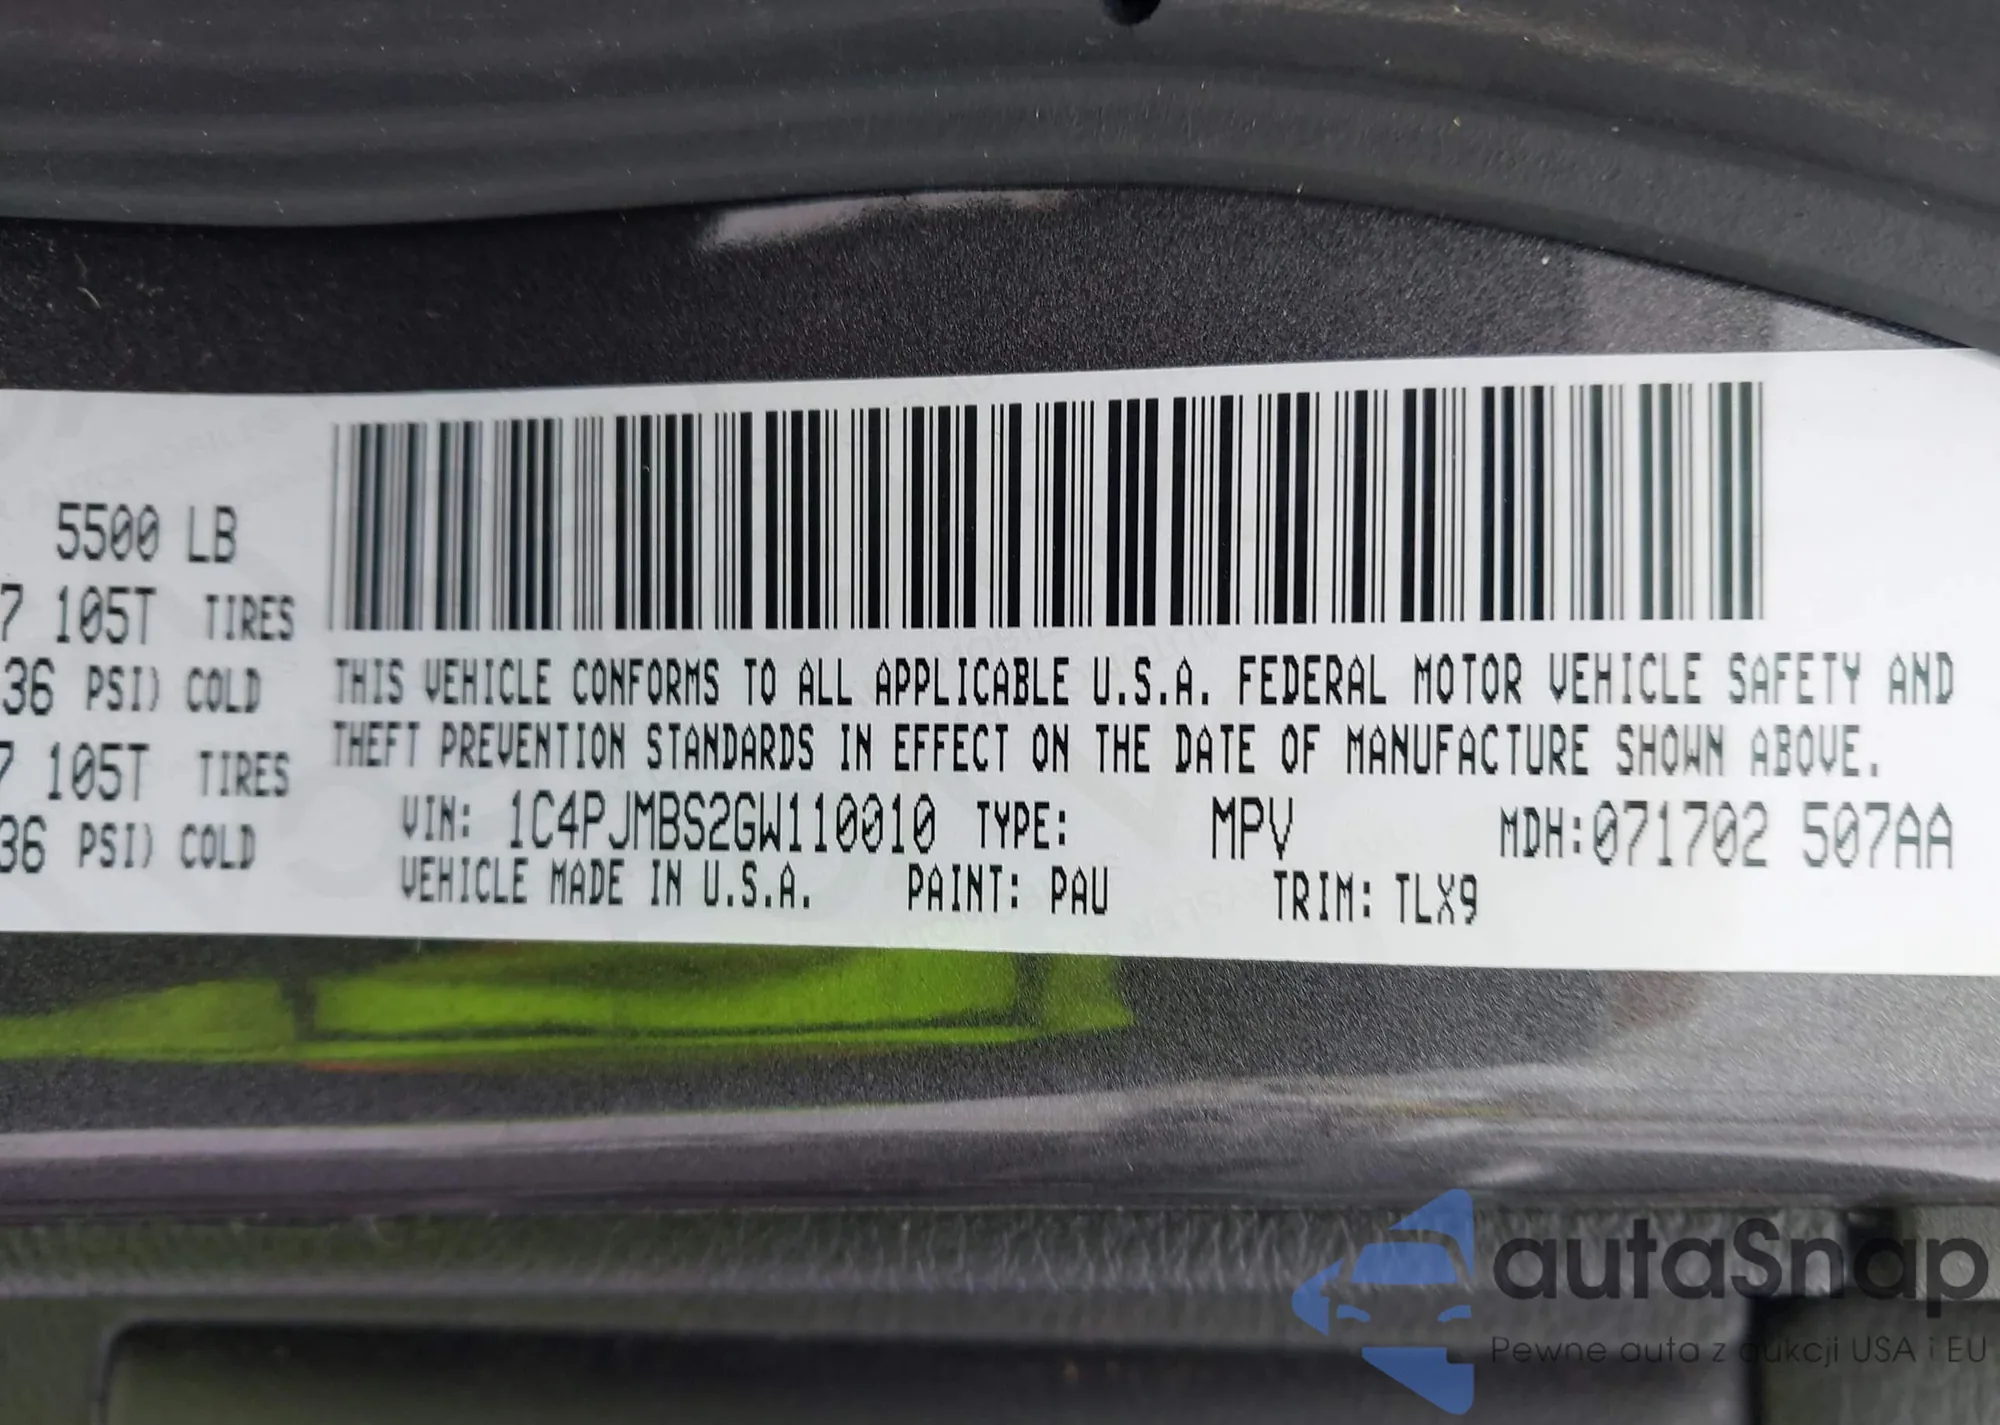 5500 LB
7 105T TIRES
36 PSI) COLD
7 105T TIRES
36 PSI) COLD
THIS VEHICLE CONFORMS TO ALL APPLICABLE U.S.A. FEDERAL MOTOR VEHICLE SAFETY AND
THEFT PREVENTION STANDARDS IN EFFECT ON THE DATE OF MANUFACTURE SHOWN ABOVE.
VIN: 1C4PJMBS2GW110010 TYPE: MPV MDH:071702 507AA
VEHICLE MADE IN U.S.A. PAINT: PAU TRIM: TLX9
autaSnap
Pewne auta z aukcji USA i EU